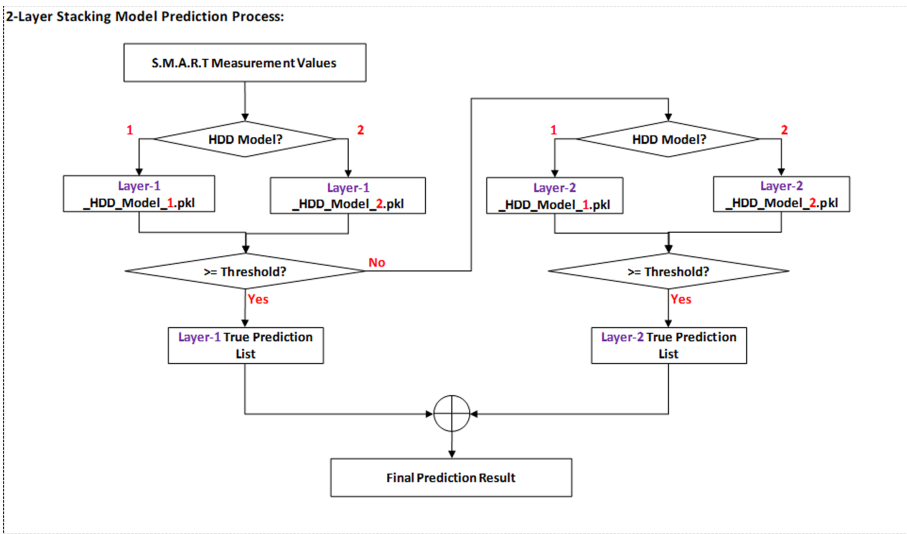 2-Layer Stacking Model Prediction Process:
S.M.A.R.T Measurement Values
HDD Model?
1
2
Layer-1
_HDD_Model_1.pkl
Layer-1
_HDD_Model_2.pkl
>= Threshold?
No
Yes
Layer-1 True Prediction
List
HDD Model?
1
2
Layer-2
_HDD_Model_1.pkl
Layer-2
_HDD_Model_2.pkl
>= Threshold?
Yes
Layer-2 True Prediction
List
Final Prediction Result